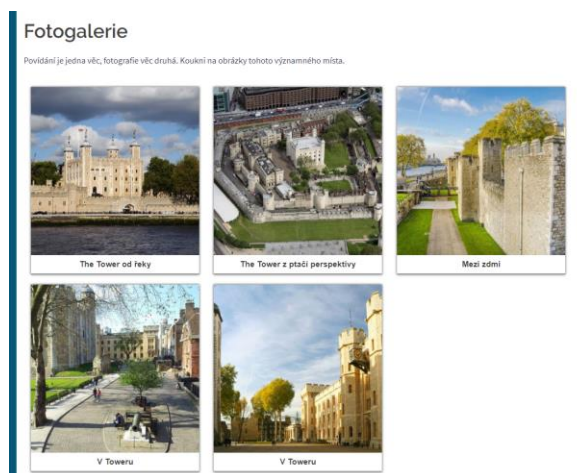 Fotogalerie
Povídání je jedna věc, fotografie věc druhá. Koukni na obrázky tohoto významného místa.
The Tower od řeky
The Tower z ptačí perspektivy
Mezi zdmi
V Toweru
V Toweru